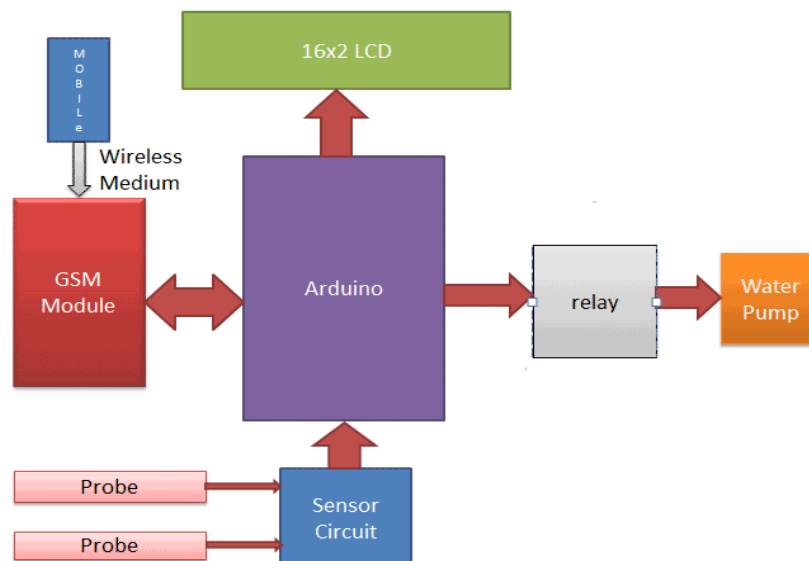 16x2 LCD
M
O
B
I
L
e
Wireless
Medium
GSM
Module
Arduino
relay
Water
Pump
Probe
Sensor
Circuit
Probe